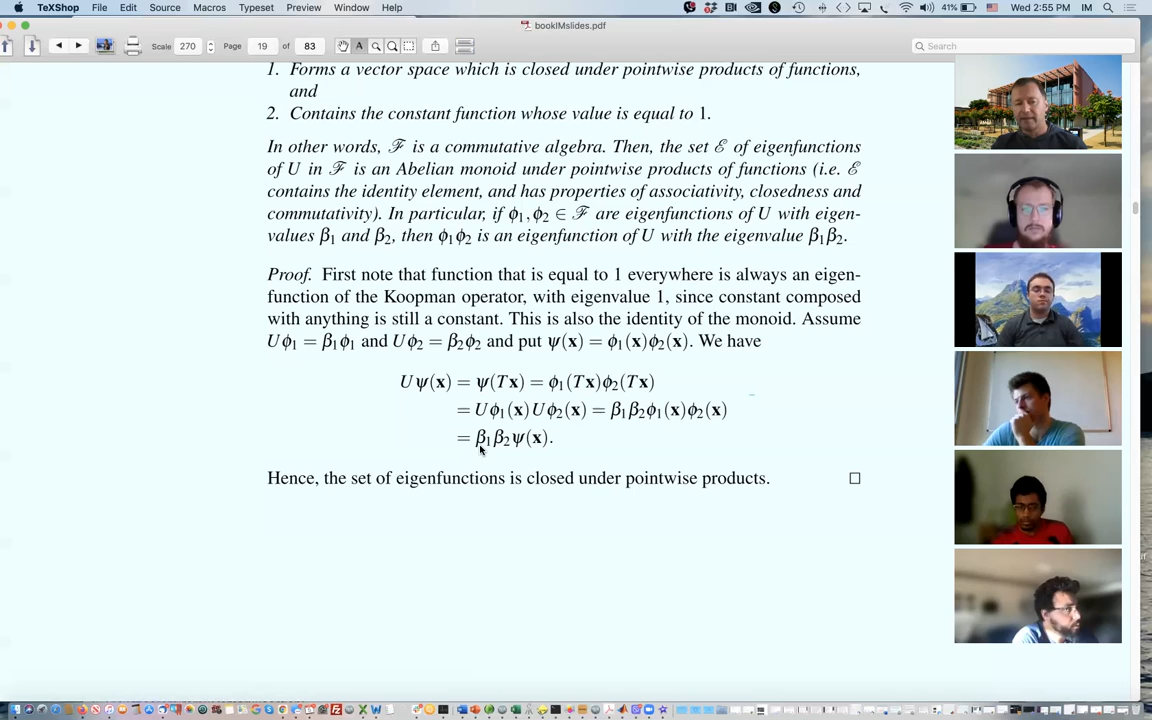 TeXShop File Edit Source Macros Typeset Preview Window Help 41% Wed 2:55 PM IM
bookIMslides.pdf
Scale 270 Page 19 of 83 A Search
1. Forms a vector space which is closed under pointwise products of functions,
and
2. Contains the constant function whose value is equal to 1.
In other words, ℱ is a commutative algebra. Then, the set ℰ of eigenfunctions
of U in ℱ is an Abelian monoid under pointwise products of functions (i.e. ℰ
contains the identity element, and has properties of associativity, closedness and
commutativity). In particular, if ϕ₁,ϕ₂ ∈ ℱ are eigenfunctions of U with eigen-
values β₁ and β₂, then ϕ₁ϕ₂ is an eigenfunction of U with the eigenvalue β₁β₂.
Proof. First note that function that is equal to 1 everywhere is always an eigen-
function of the Koopman operator, with eigenvalue 1, since constant composed
with anything is still a constant. This is also the identity of the monoid. Assume
Uϕ₁ = β₁ϕ₁ and Uϕ₂ = β₂ϕ₂ and put ψ(x) = ϕ₁(x)ϕ₂(x). We have
Uψ(x) = ψ(Tx) = ϕ₁(Tx)ϕ₂(Tx)
= Uϕ₁(x)Uϕ₂(x) = β₁β₂ϕ₁(x)ϕ₂(x)
= β₁β₂ψ(x).
Hence, the set of eigenfunctions is closed under pointwise products. □